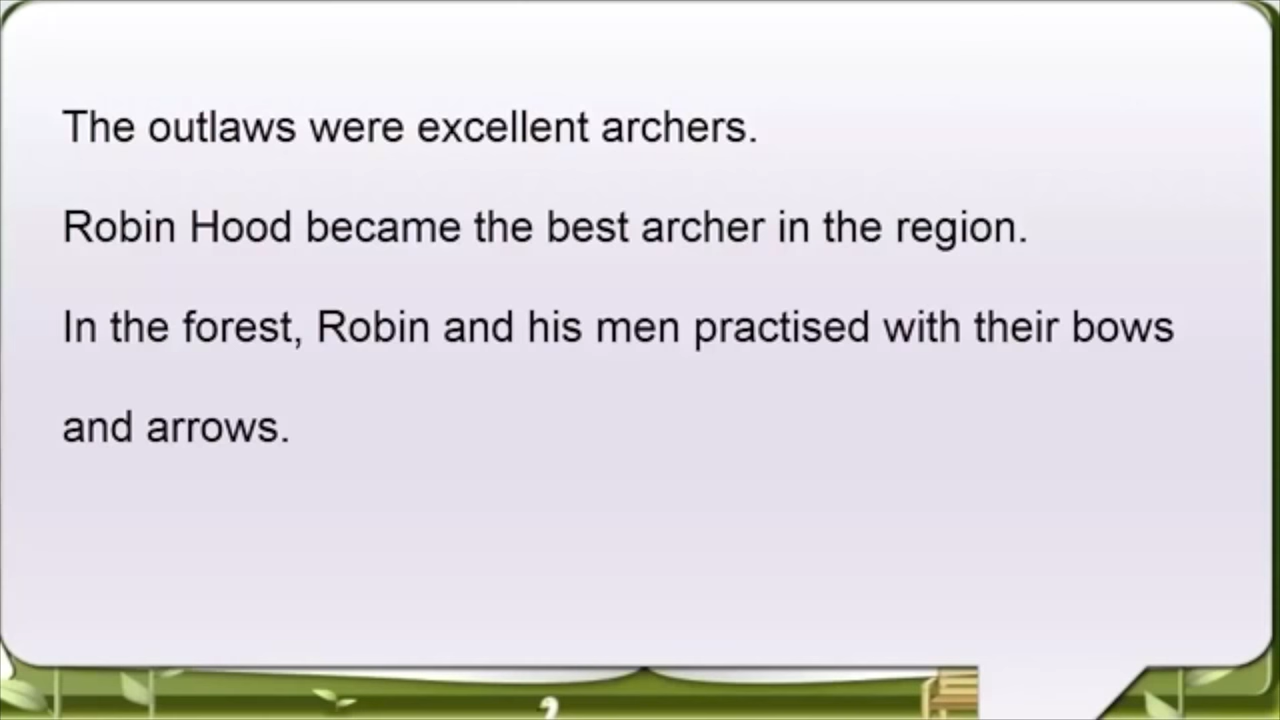 The outlaws were excellent archers.
Robin Hood became the best archer in the region.
In the forest, Robin and his men practised with their bows
and arrows.